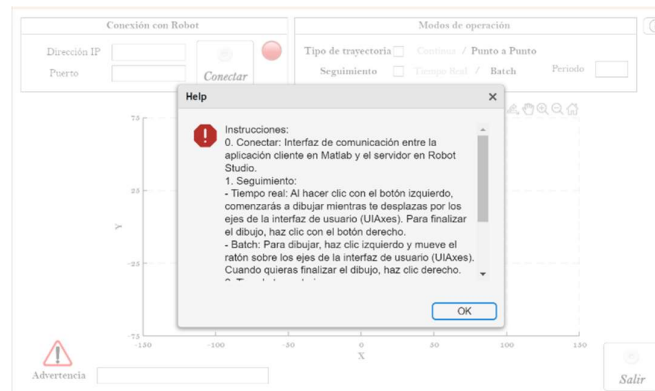 Conexión con Robot
Modos de operación
Dirección IP
Puerto
Conectar
Tipo de trayectoria
Continua / Punto a Punto
Seguimiento
Tiempo Real / Batch
Periodo
Help
Instrucciones:
0. Conectar: Interfaz de comunicación entre la
aplicación cliente en Matlab y el servidor en Robot
Studio.
1. Seguimiento:
- Tiempo real: Al hacer clic con el botón izquierdo,
comenzarás a dibujar mientras te desplazas por los
ejes de la interfaz de usuario (UIAxes). Para finalizar
el dibujo, haz clic con el botón derecho.
- Batch: Para dibujar, haz clic izquierdo y mueve el
ratón sobre los ejes de la interfaz de usuario (UIAxes).
Cuando quieras finalizar el dibujo, haz clic derecho.
OK
75
25
Y
-25
-75
-150 -100 -50 0 50 100 150
X
Advertencia
Salir